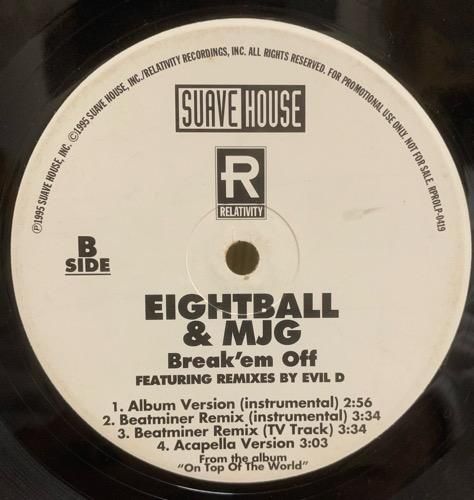 ℗1995 SUAVE HOUSE, INC. ©1995 SUAVE HOUSE, INC./RELATIVITY RECORDINGS, INC. ALL RIGHTS RESERVED. FOR PROMOTIONAL USE ONLY. NOT FOR SALE. RPROLP-0419
SUAVE HOUSE
R
RELATIVITY
B
SIDE
EIGHTBALL
& MJG
Break'em Off
FEATURING REMIXES BY EVIL D
1. Album Version (instrumental) 2:56
2. Beatminer Remix (instrumental) 3:34
3. Beatminer Remix (TV Track) 3:34
4. Acapella Version 3:03
From the album
"On Top Of The World"